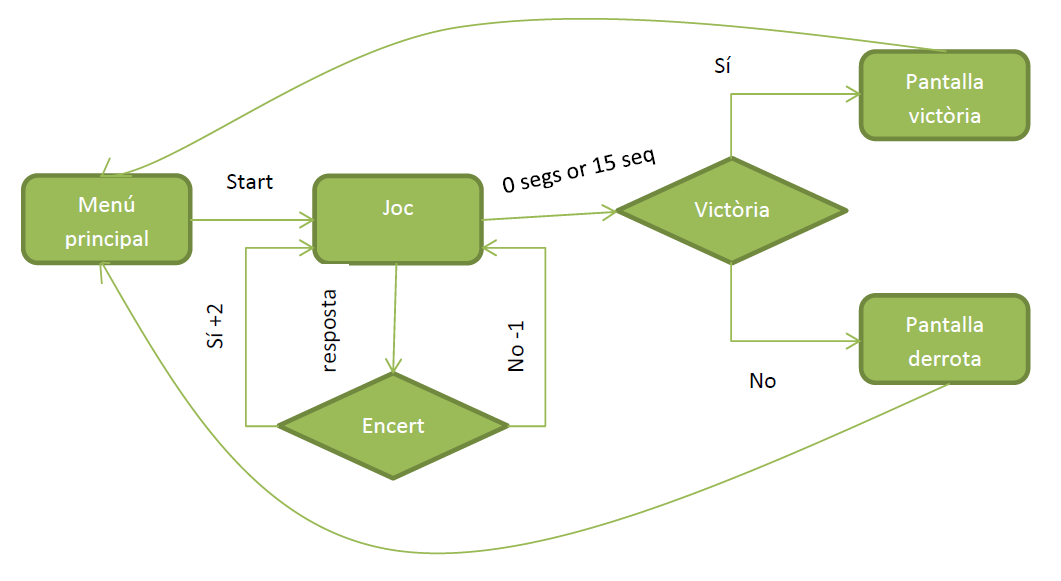 Sí
Pantalla
victòria
0 segs or 15 seq
Start
Menú
principal
Joc
Victòria
Sí +2
resposta
No -1
Pantalla
derrota
No
Encert